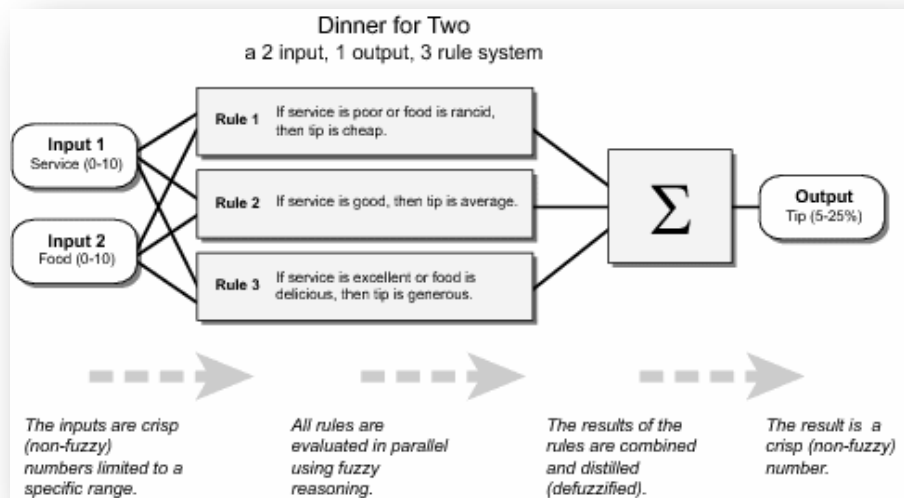 Dinner for Two
a 2 input, 1 output, 3 rule system
Input 1
Service (0-10)
Input 2
Food (0-10)
Rule 1 If service is poor or food is rancid,
then tip is cheap.
Rule 2 If service is good, then tip is average.
Rule 3 If service is excellent or food is
delicious, then tip is generous.
Σ
Output
Tip (5-25%)
The inputs are crisp
(non-fuzzy)
numbers limited to a
specific range.
All rules are
evaluated in parallel
using fuzzy
reasoning.
The results of the
rules are combined
and distilled
(defuzzified).
The result is a
crisp (non-fuzzy)
number.